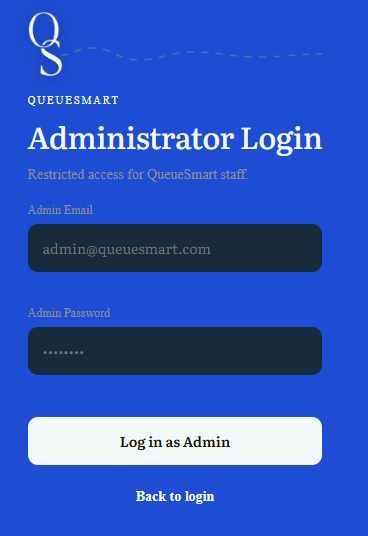 QS
QUEUESMART
Administrator Login
Restricted access for QueueSmart staff.
Admin Email
admin@queuesmart.com
Admin Password
••••••••
Log in as Admin
Back to login